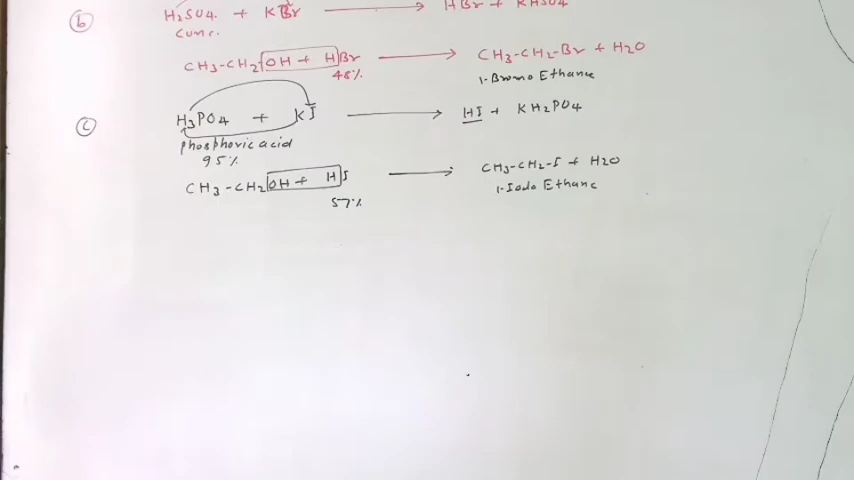 (b) H2SO4. + KBr ⟶ HBr + KHSO4
Conc.
CH3-CH2 OH + HBr ⟶ CH3-CH2-Br + H2O
48% 1-Bromo Ethane
(c) H3PO4 + KI ⟶ HI + KH2PO4
phosphoric acid
95%
CH3-CH2 OH + HI ⟶ CH3-CH2-I + H2O
57% 1-Iodo Ethane